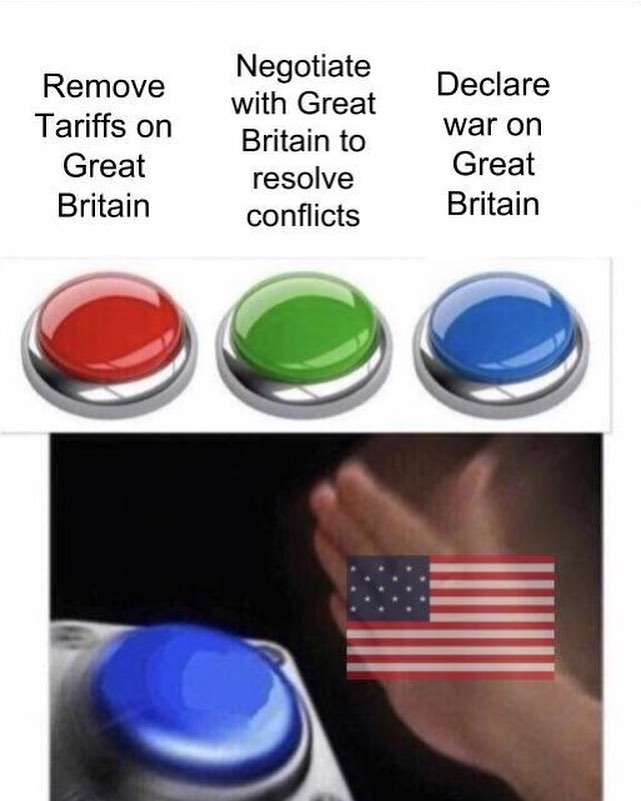 Remove
Tariffs on
Great
Britain
Negotiate
with Great
Britain to
resolve
conflicts
Declare
war on
Great
Britain